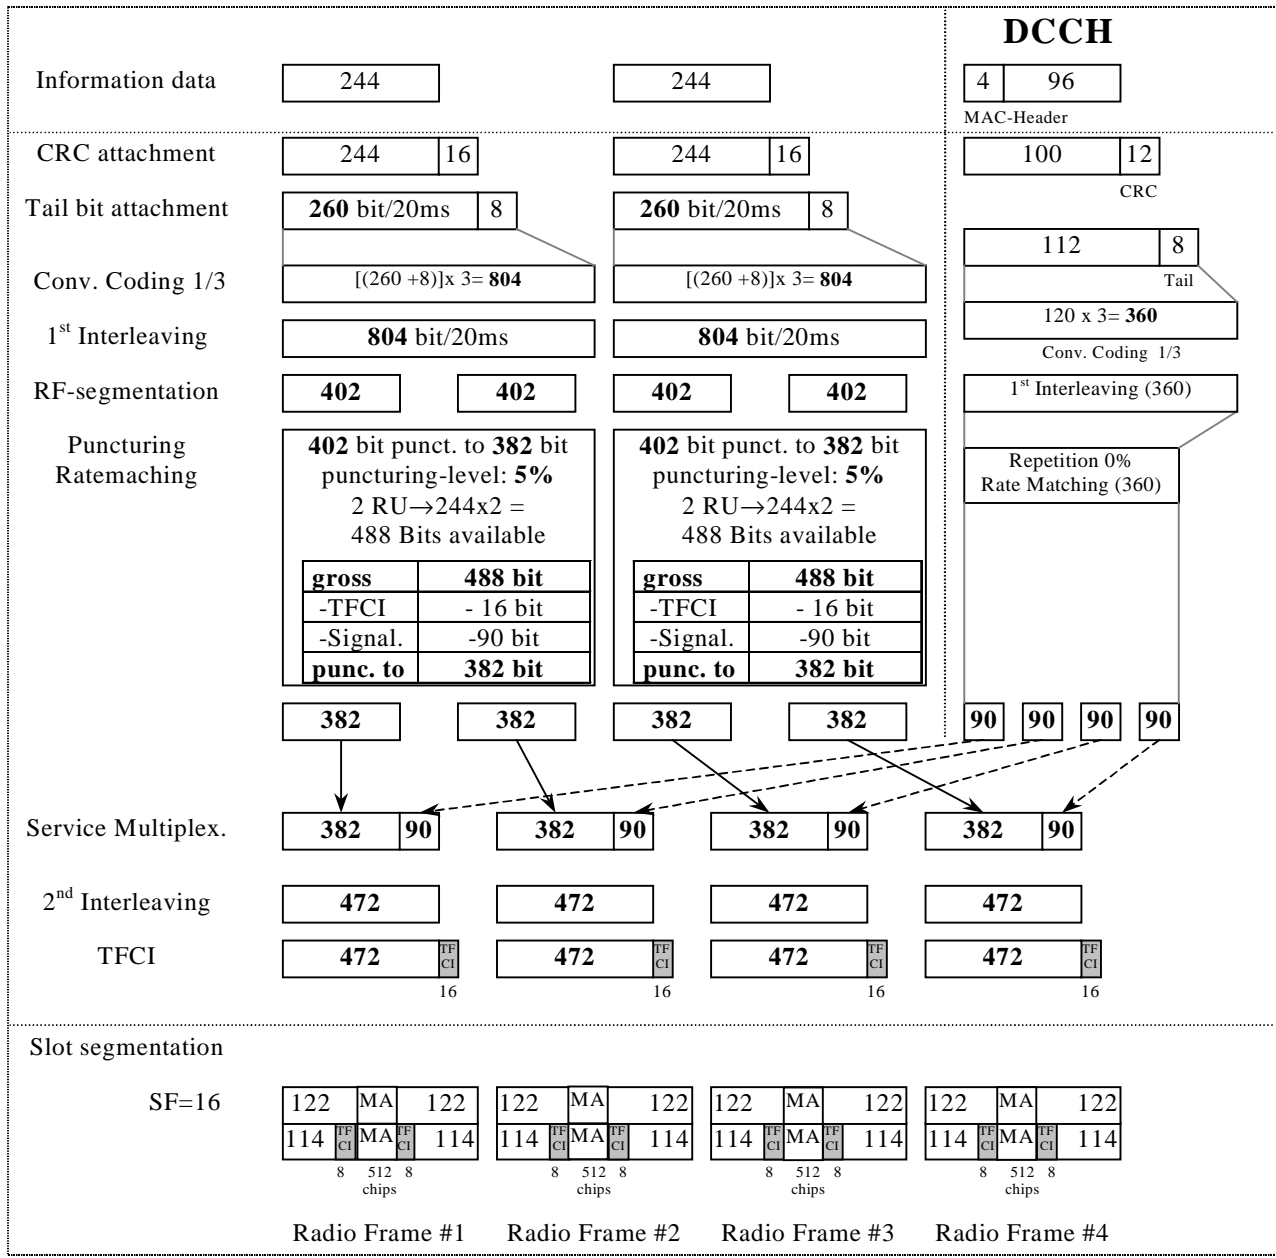 DCCH
Information data 244 244 4 96
MAC-Header
CRC attachment 244 16 244 16 100 12
CRC
Tail bit attachment 260 bit/20ms 8 260 bit/20ms 8
112 8
Tail
Conv. Coding 1/3 [(260 +8)]x 3= 804 [(260 +8)]x 3= 804
120 x 3= 360
Conv. Coding 1/3
1st Interleaving 804 bit/20ms 804 bit/20ms
RF-segmentation 402 402 402 402 1st Interleaving (360)
Puncturing 402 bit punct. to 382 bit 402 bit punct. to 382 bit
Ratemaching puncturing-level: 5% puncturing-level: 5%
Repetition 0%
Rate Matching (360)
2 RU→244x2 = 2 RU→244x2 =
488 Bits available 488 Bits available
gross 488 bit gross 488 bit
-TFCI - 16 bit -TFCI - 16 bit
-Signal. -90 bit -Signal. -90 bit
punc. to 382 bit punc. to 382 bit
382 382 382 382 90 90 90 90
Service Multiplex. 382 90 382 90 382 90 382 90
2nd Interleaving 472 472 472 472
TFCI 472 TF CI 472 TF CI 472 TF CI 472 TF CI
16 16 16 16
Slot segmentation
SF=16 122 MA 122 122 MA 122 122 MA 122 122 MA 122
114 TF CI MA TF CI 114 114 TF CI MA TF CI 114 114 TF CI MA TF CI 114 114 TF CI MA TF CI 114
8 512 8 8 512 8 8 512 8 8 512 8
chips chips chips chips
Radio Frame #1 Radio Frame #2 Radio Frame #3 Radio Frame #4